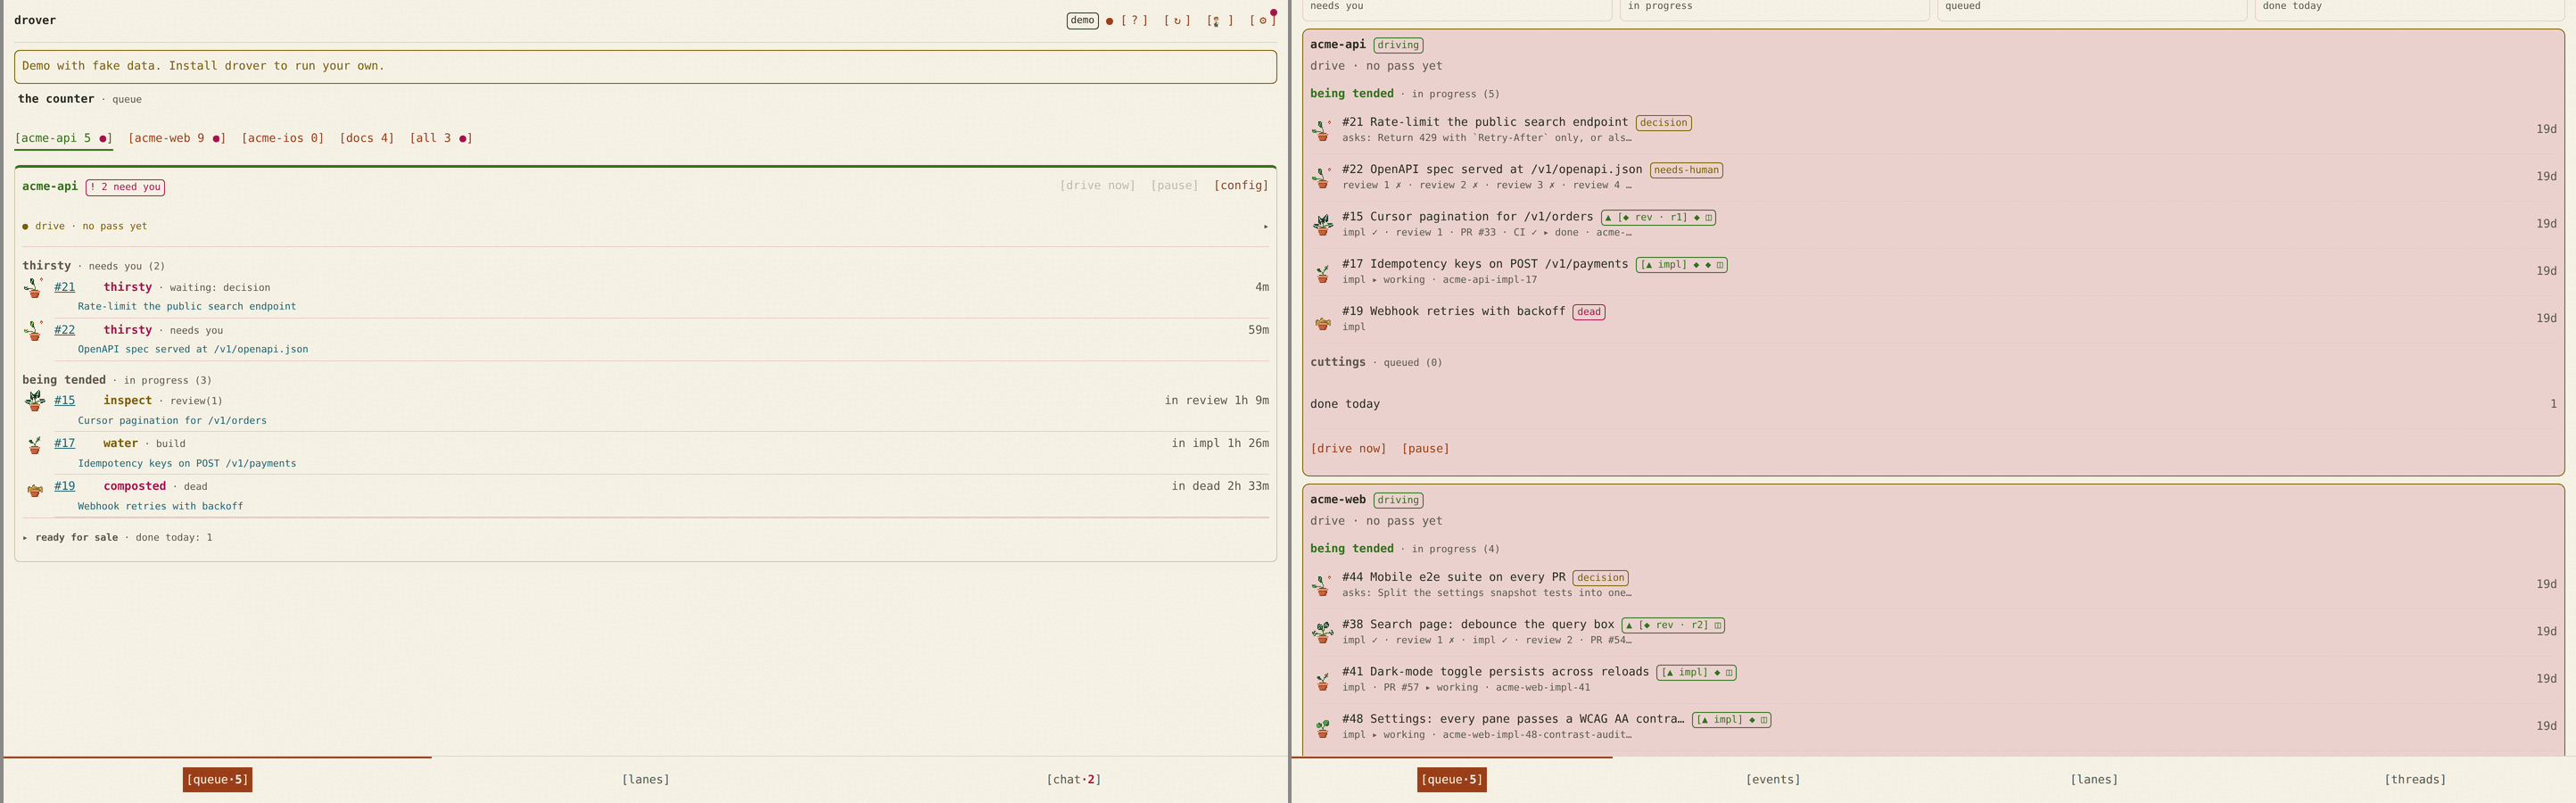 drover
demo ● [ ? ] [ ↻ ] [ ] [ ⚙ ]
Demo with fake data. Install drover to run your own.
the counter · queue
[acme-api 5 ●] [acme-web 9 ●] [acme-ios 0] [docs 4] [all 3 ●]
acme-api ! 2 need you [drive now] [pause] [config]
● drive · no pass yet ▸
thirsty · needs you (2)
#21 thirsty · waiting: decision 4m
Rate-limit the public search endpoint
#22 thirsty · needs you 59m
OpenAPI spec served at /v1/openapi.json
being tended · in progress (3)
#15 inspect · review(1) in review 1h 9m
Cursor pagination for /v1/orders
#17 water · build in impl 1h 26m
Idempotency keys on POST /v1/payments
#19 composted · dead in dead 2h 33m
Webhook retries with backoff
▸ ready for sale · done today: 1
[queue·5] [lanes] [chat·2]
needs you in progress queued done today
acme-api driving
drive · no pass yet
being tended · in progress (5)
#21 Rate-limit the public search endpoint decision 19d
asks: Return 429 with `Retry-After` only, or als…
#22 OpenAPI spec served at /v1/openapi.json needs-human 19d
review 1 ✗ · review 2 ✗ · review 3 ✗ · review 4 …
#15 Cursor pagination for /v1/orders ▲ [◆ rev · r1] ◆ ◫ 19d
impl ✓ · review 1 · PR #33 · CI ✓ ▸ done · acme-…
#17 Idempotency keys on POST /v1/payments [▲ impl] ◆ ◆ ◫ 19d
impl ▸ working · acme-api-impl-17
#19 Webhook retries with backoff dead 19d
impl
cuttings · queued (0)
done today 1
[drive now] [pause]
acme-web driving
drive · no pass yet
being tended · in progress (4)
#44 Mobile e2e suite on every PR decision 19d
asks: Split the settings snapshot tests into one…
#38 Search page: debounce the query box ▲ [◆ rev · r2] ◫ 19d
impl ✓ · review 1 ✗ · impl ✓ · review 2 · PR #54…
#41 Dark-mode toggle persists across reloads [▲ impl] ◆ ◫ 19d
impl · PR #57 ▸ working · acme-web-impl-41
#48 Settings: every pane passes a WCAG AA contra… [▲ impl] ◆ ◫ 19d
impl ▸ working · acme-web-impl-48-contrast-audit…
[queue·5] [events] [lanes] [threads]